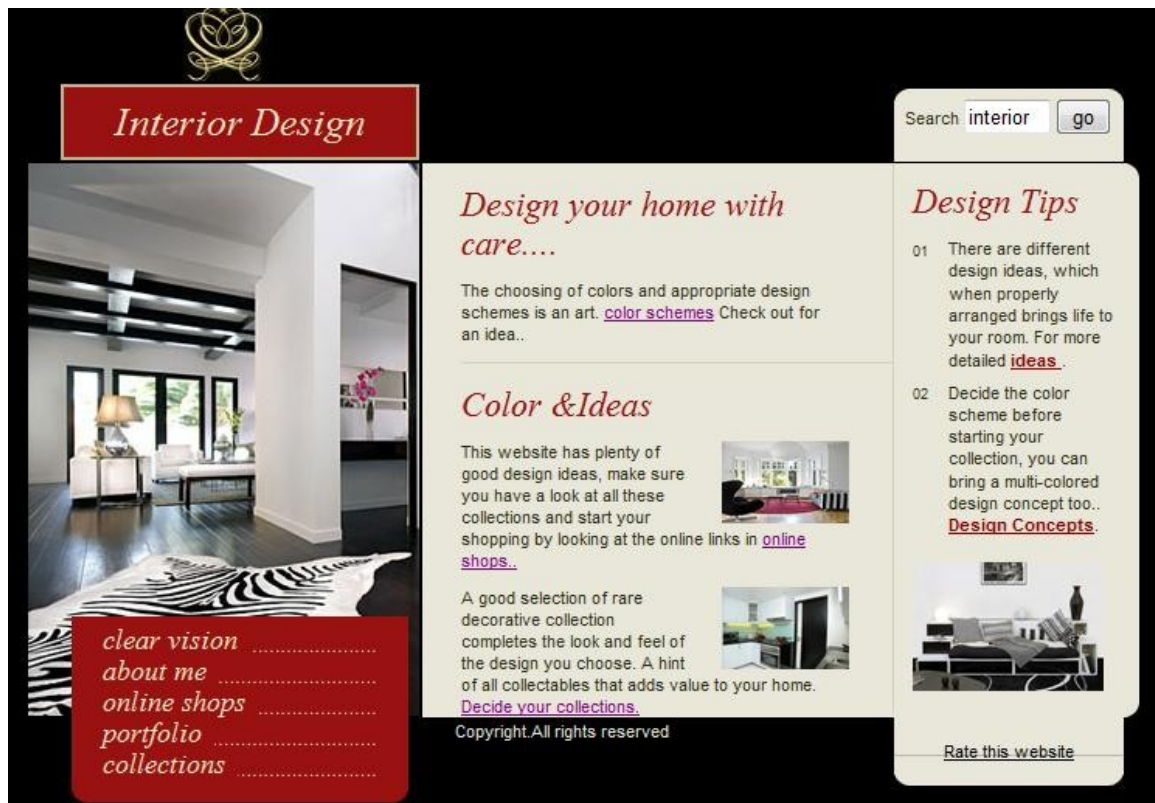 Interior Design
Search interior go
Design your home with
care....
The choosing of colors and appropriate design
schemes is an art. color schemes Check out for
an idea..
Color &Ideas
This website has plenty of
good design ideas, make sure
you have a look at all these
collections and start your
shopping by looking at the online links in online
shops..
A good selection of rare
decorative collection
completes the look and feel of
the design you choose. A hint
of all collectables that adds value to your home.
Decide your collections.
Design Tips
01 There are different
design ideas, which
when properly
arranged brings life to
your room. For more
detailed ideas .
02 Decide the color
scheme before
starting your
collection, you can
bring a multi-colored
design concept too..
Design Concepts.
clear vision
about me
online shops
portfolio
collections
Copyright.All rights reserved
Rate this website